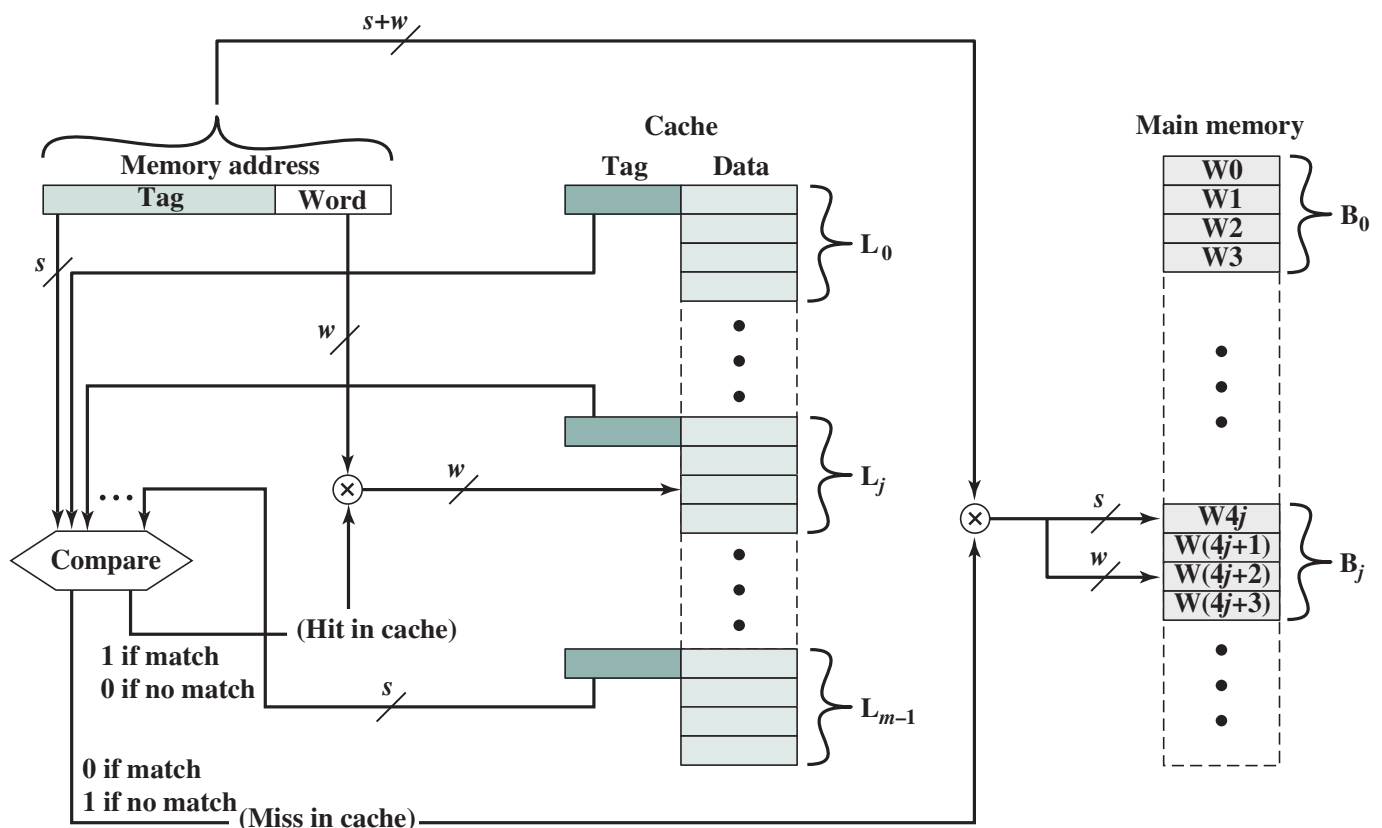 s+w
Cache
Main memory
Memory address
Tag Data
Tag Word
W0
W1
W2
W3
B0
L0
s
w
w
Lj
...
Compare
s
w
W4j
W(4j+1)
W(4j+2)
W(4j+3)
Bj
(Hit in cache)
1 if match
0 if no match
s
Lm–1
0 if match
1 if no match
(Miss in cache)